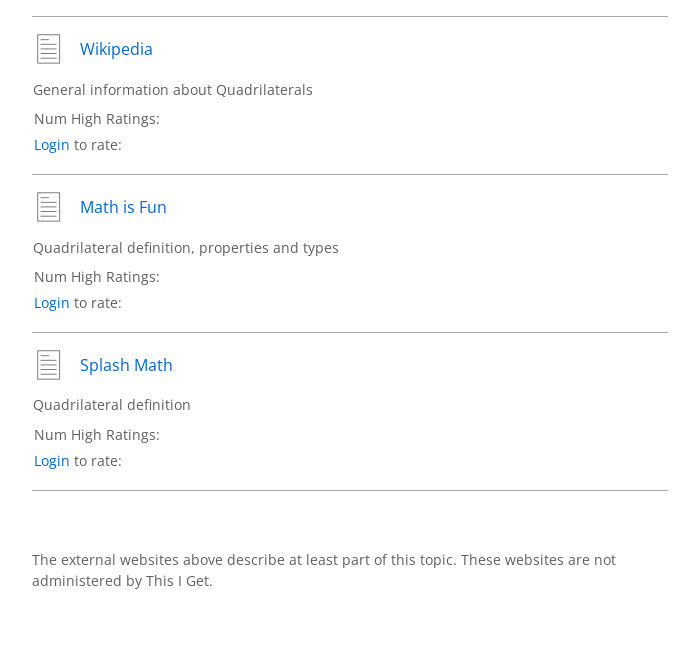 Wikipedia
General information about Quadrilaterals
Num High Ratings:
Login to rate:
Math is Fun
Quadrilateral definition, properties and types
Num High Ratings:
Login to rate:
Splash Math
Quadrilateral definition
Num High Ratings:
Login to rate:
The external websites above describe at least part of this topic. These websites are not
administered by This I Get.